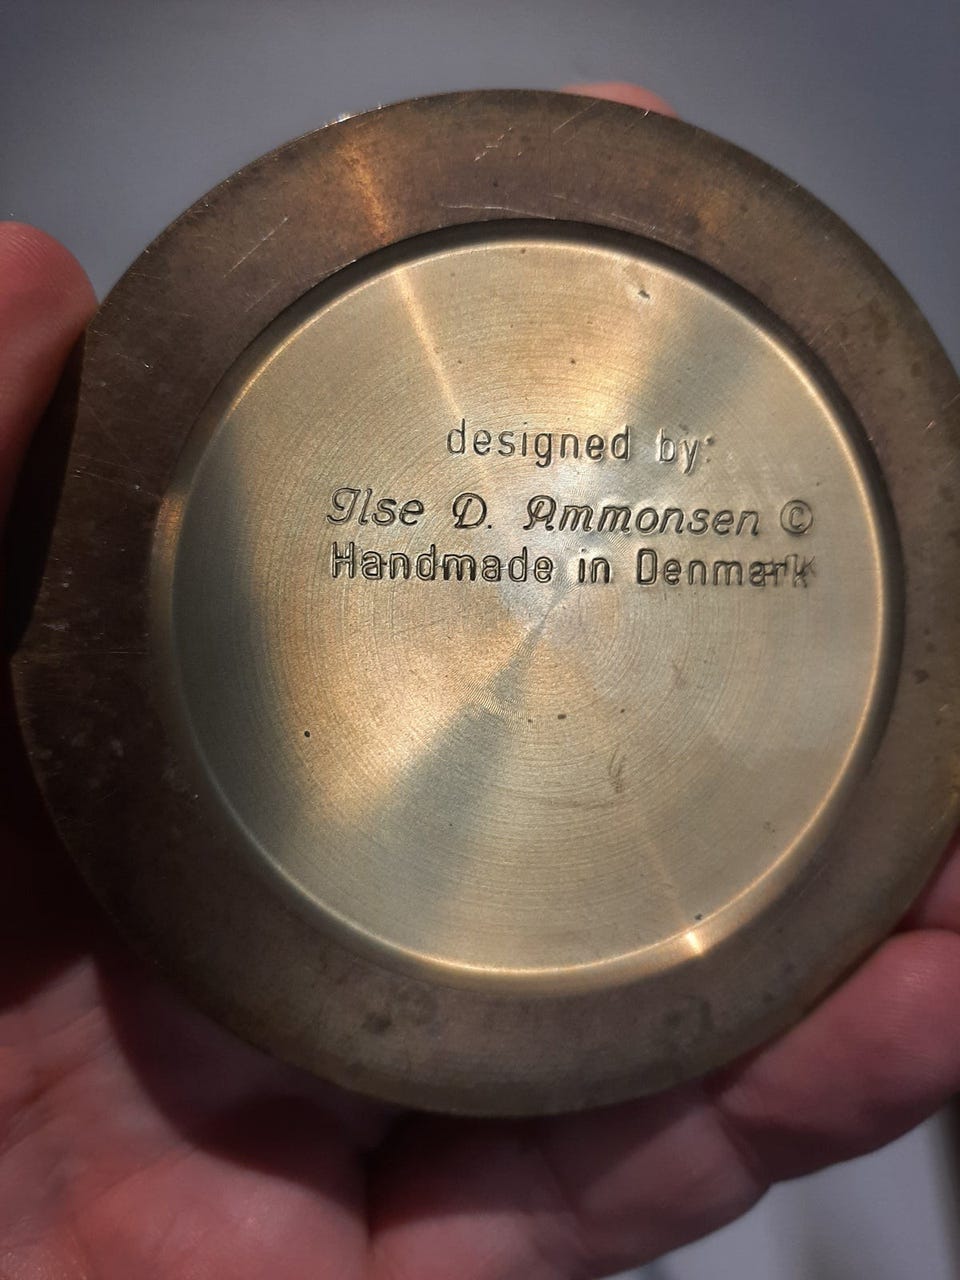 designed by:
Ilse D. Ammonsen ©
Handmade in Denmark